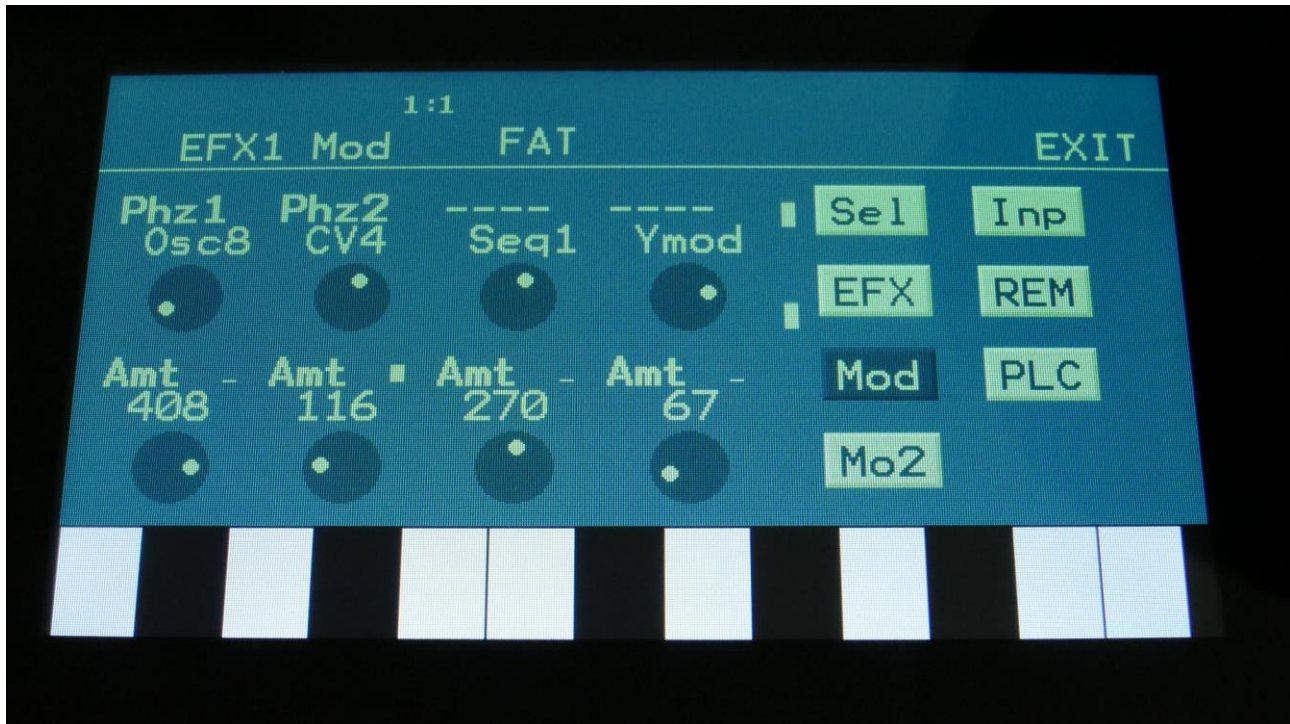 1:1
EFX1 Mod FAT EXIT
Phz1 Phz2 ---- ---- Sel Inp
Osc8 CV4 Seq1 Ymod
EFX REM
Amt Amt Amt Amt Mod PLC
408 116 270 67
Mo2